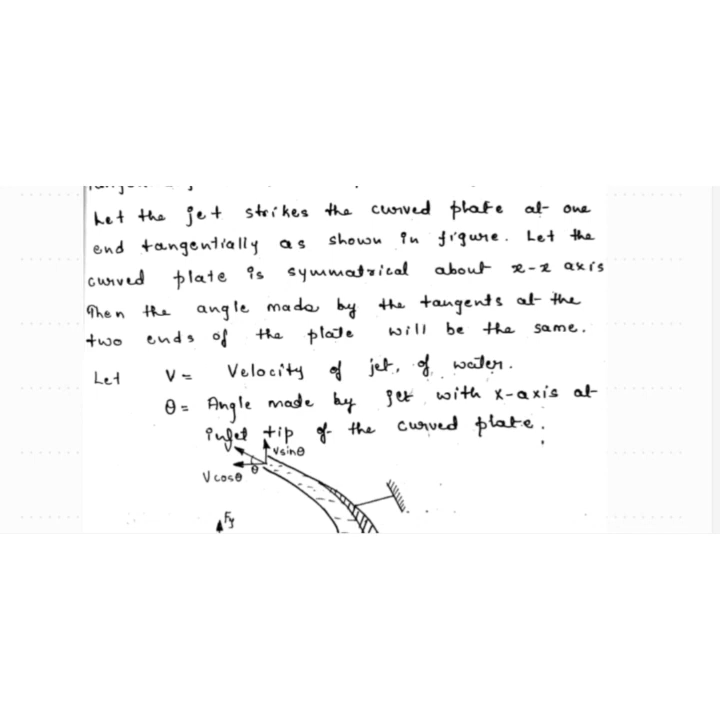 Let the jet strikes the curved plate at one
end tangentially as shown in figure. Let the
curved plate is symmatrical about x-x axis
Then the angle made by the tangents at the
two ends of the plate will be the same.
Let V = Velocity of jet, of water.
θ = Angle made by jet with x-axis at
inlet tip of the curved plate.
Vsinθ
Vcosθ
θ
Fy